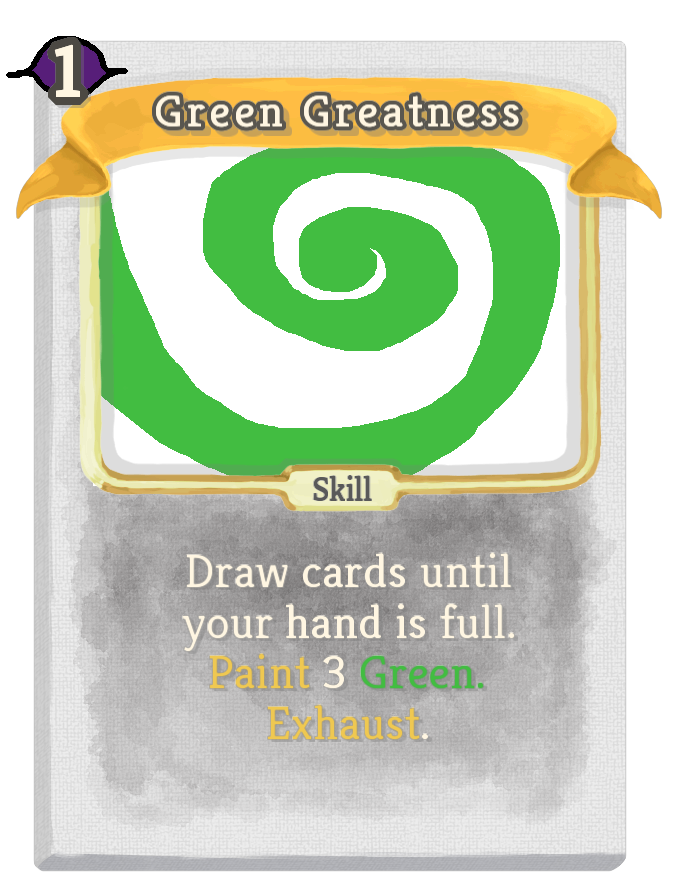 1
Green Greatness
Skill
Draw cards until
your hand is full.
Paint 3 Green.
Exhaust.